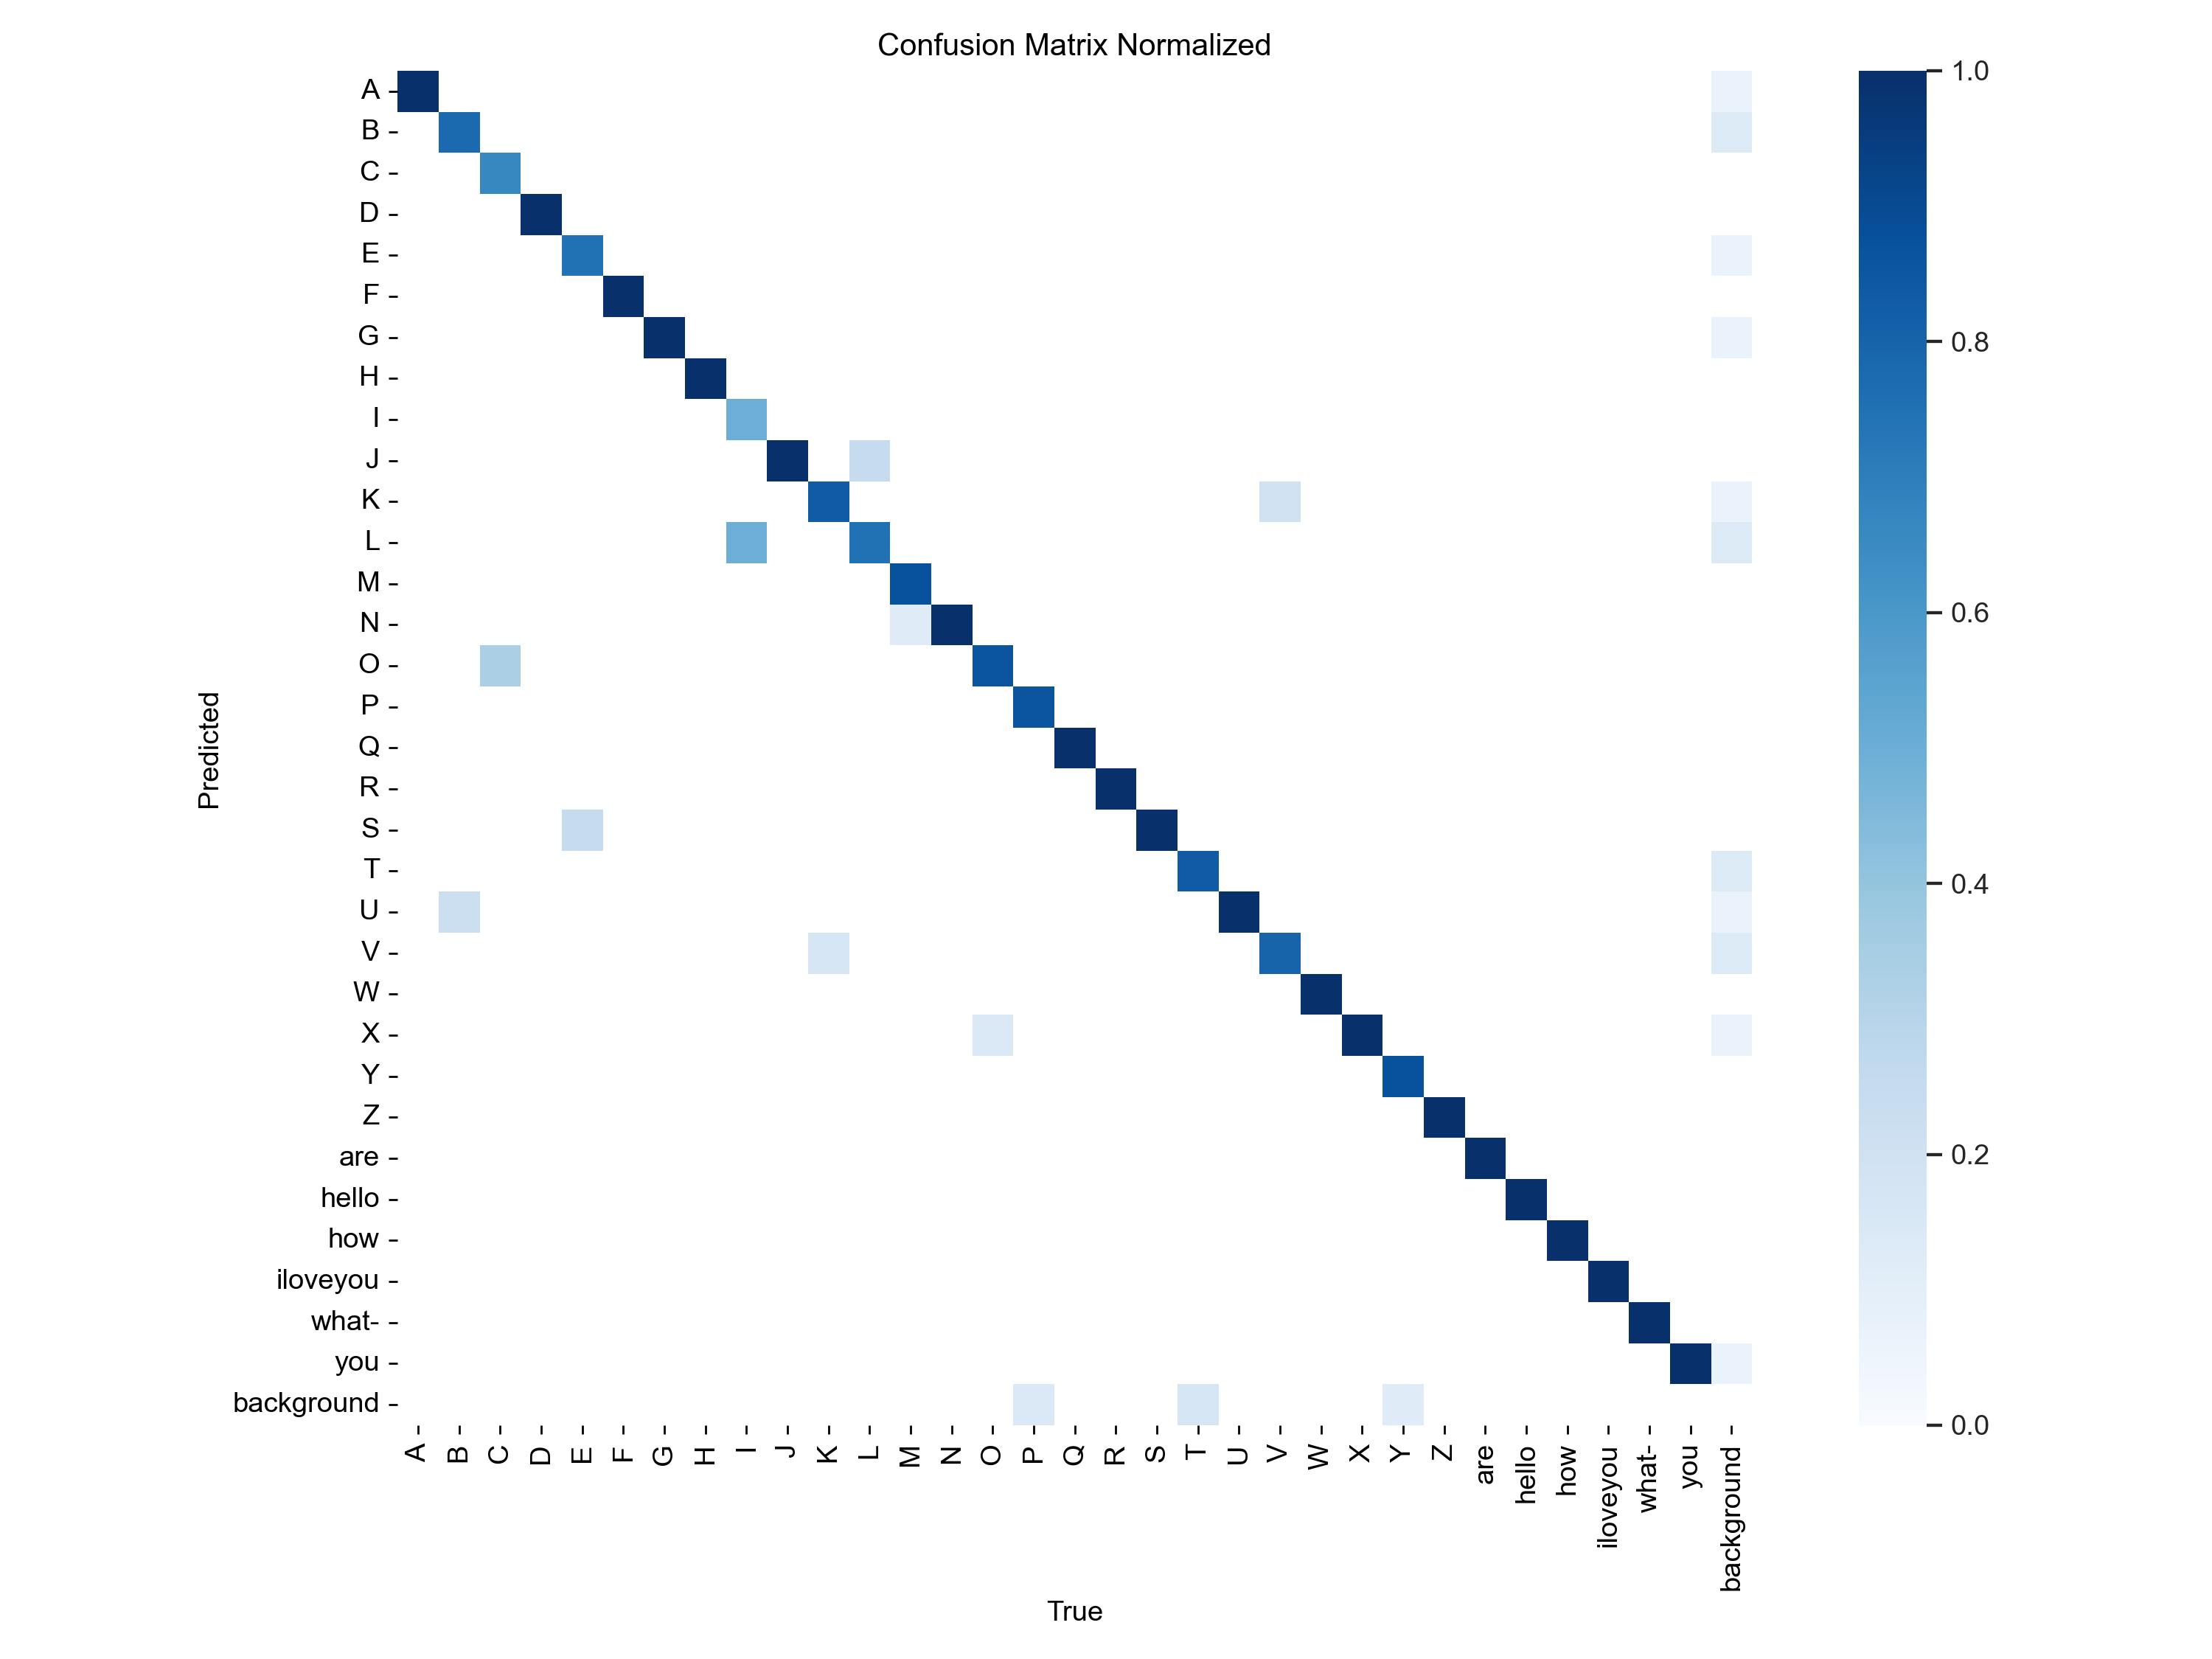 Confusion Matrix Normalized
A
B
C
D
E
F
G
H
I
J
K
L
M
N
O
P
Q
R
S
T
U
V
W
X
Y
Z
are
hello
how
iloveyou
what-
you
background
Predicted
A
B
C
D
E
F
G
H
I
J
K
L
M
N
O
P
Q
R
S
T
U
V
W
X
Y
Z
are
hello
how
iloveyou
what-
you
background
True
1.0
0.8
0.6
0.4
0.2
0.0